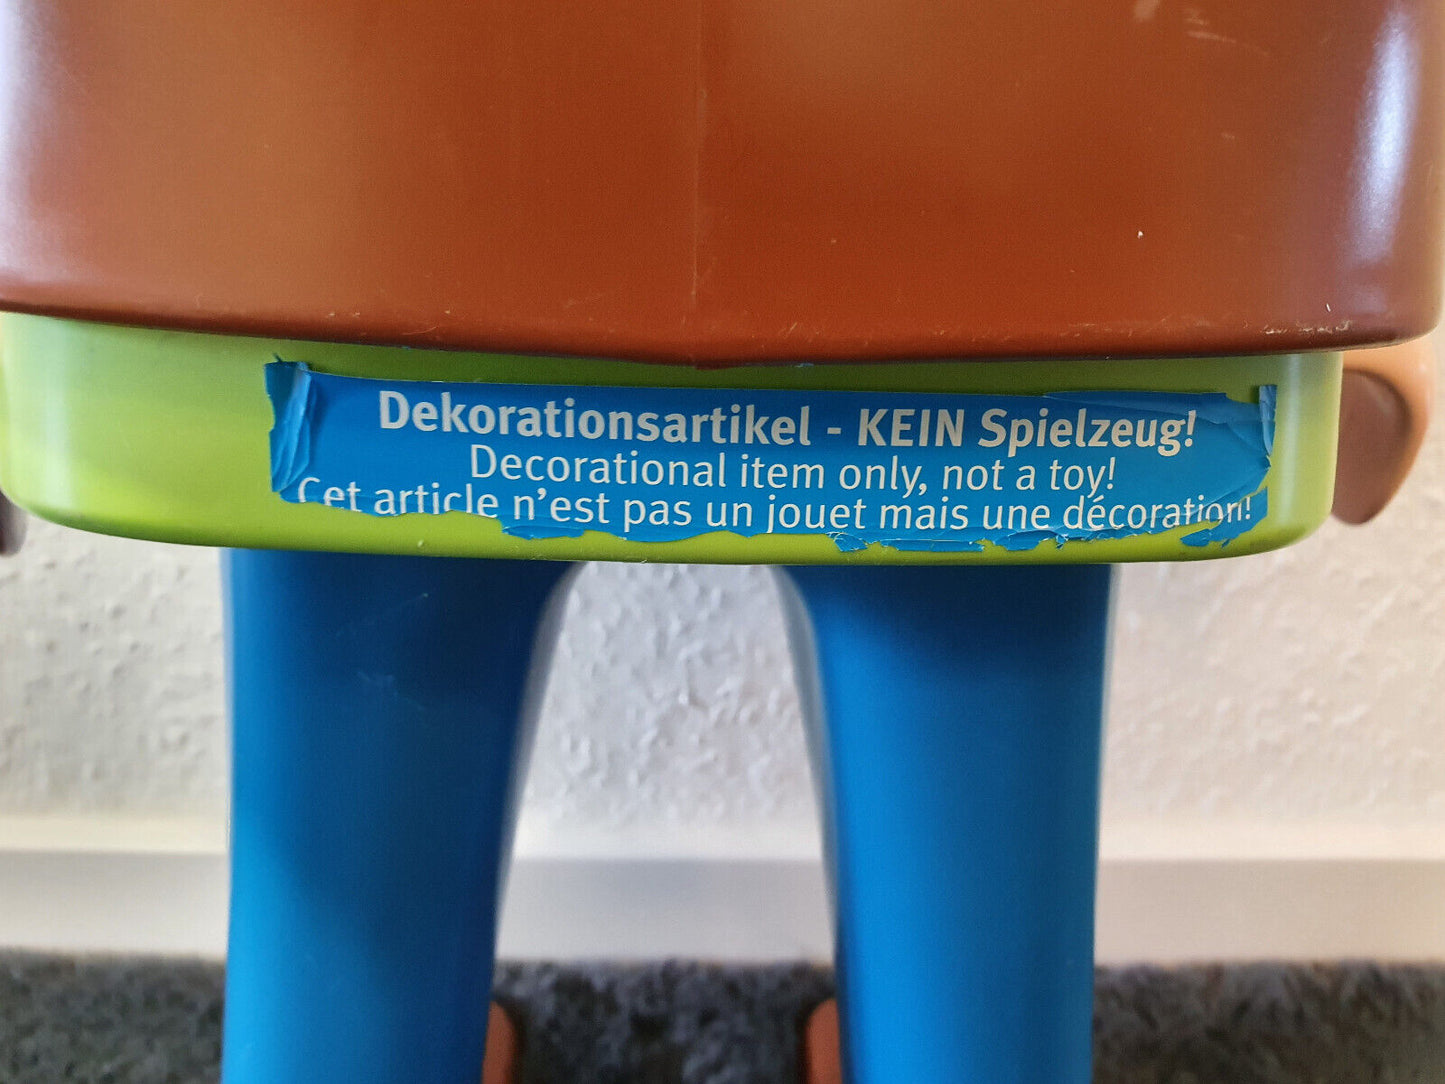 Dekorationsartikel - KEIN Spielzeug!
Decorational item only, not a toy!
Cet article n'est pas un jouet mais une décoration!